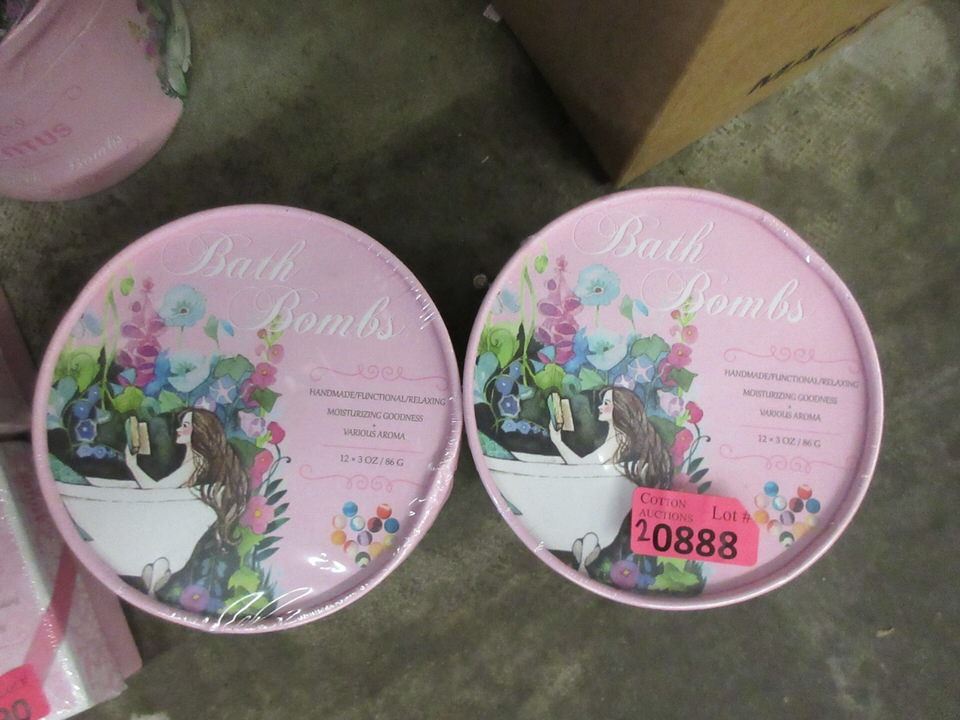 Bombs
Bath
Bombs
HANDMADE/FUNCTIONAL/RELAXING
MOISTURIZING GOODNESS
+
VARIOUS AROMA
12 × 3 OZ / 86 G
Bath
Bombs
HANDMADE/FUNCTIONAL/RELAXING
MOISTURIZING GOODNESS
+
VARIOUS AROMA
12 × 3 OZ / 86 G
COTTON
AUCTIONS
Lot #
20888